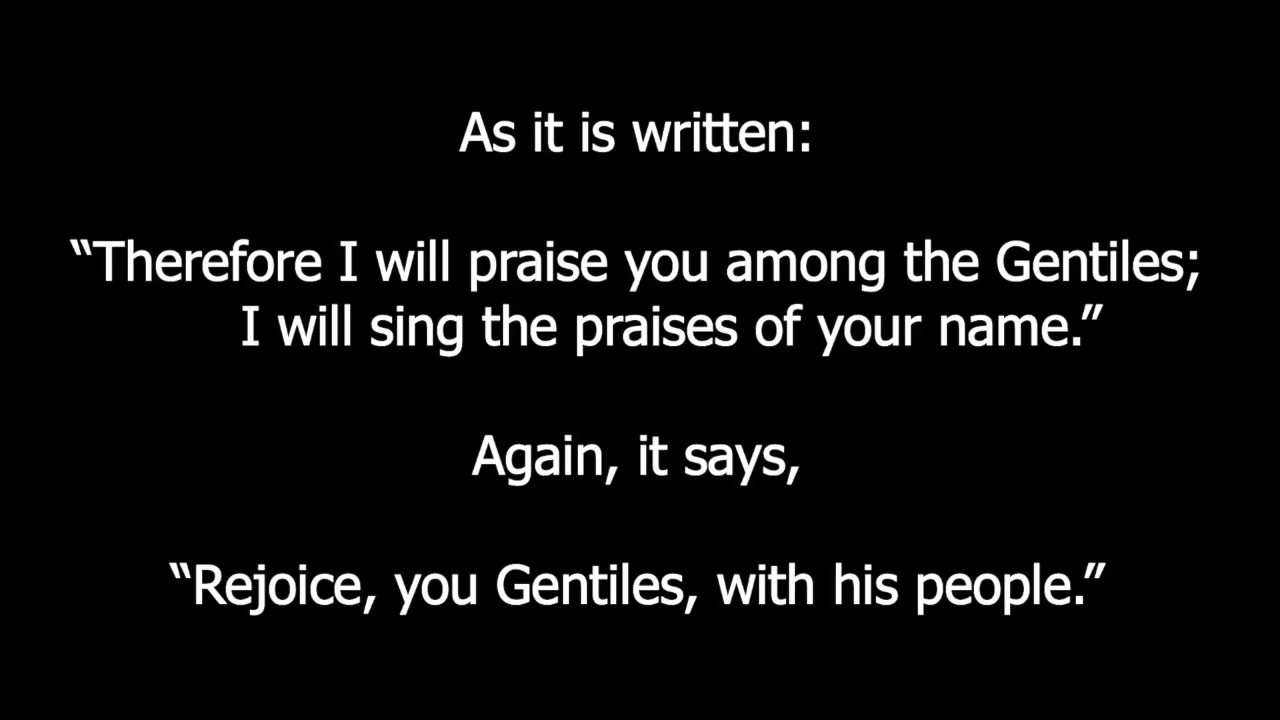 As it is written:
“Therefore I will praise you among the Gentiles;
I will sing the praises of your name.”
Again, it says,
“Rejoice, you Gentiles, with his people.”